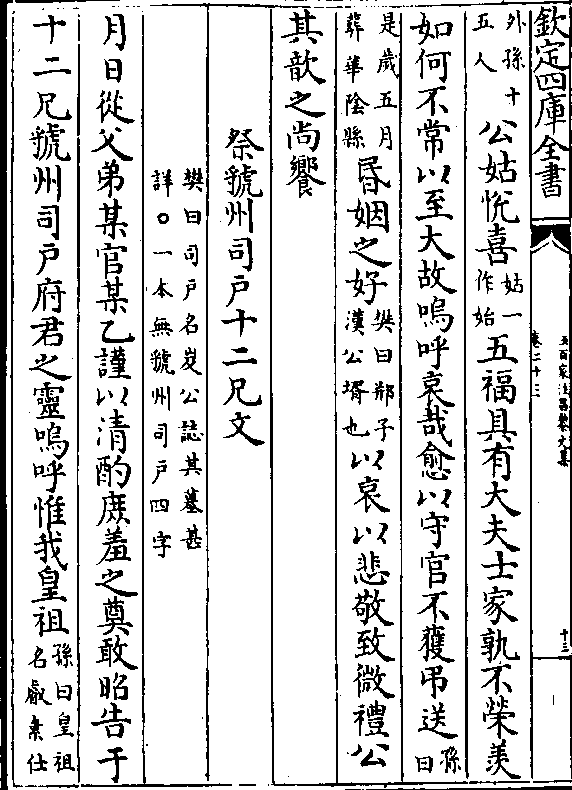 欽定四庫全書
五百家注昌黎文集
卷二十三
十三
外孫十五人公姑恱喜姑一作始五福具有大夫士家孰不榮羡
如何不常以至大故嗚呼哀哉愈以守官不獲弔送孫曰
是歲五月葬華隂縣昏姻之好樊曰郱子漢公壻也以哀以悲敬致微禮公
其歆之尚饗
祭虢州司户十二兄文
樊曰司户名岌公誌其墓甚詳○一本無虢州司户四字
月日從父弟某官某乙謹以清酌庶羞之奠敢昭告于
十二兄虢州司户府君之靈嗚呼惟我皇祖孫曰皇祖名叡素仕